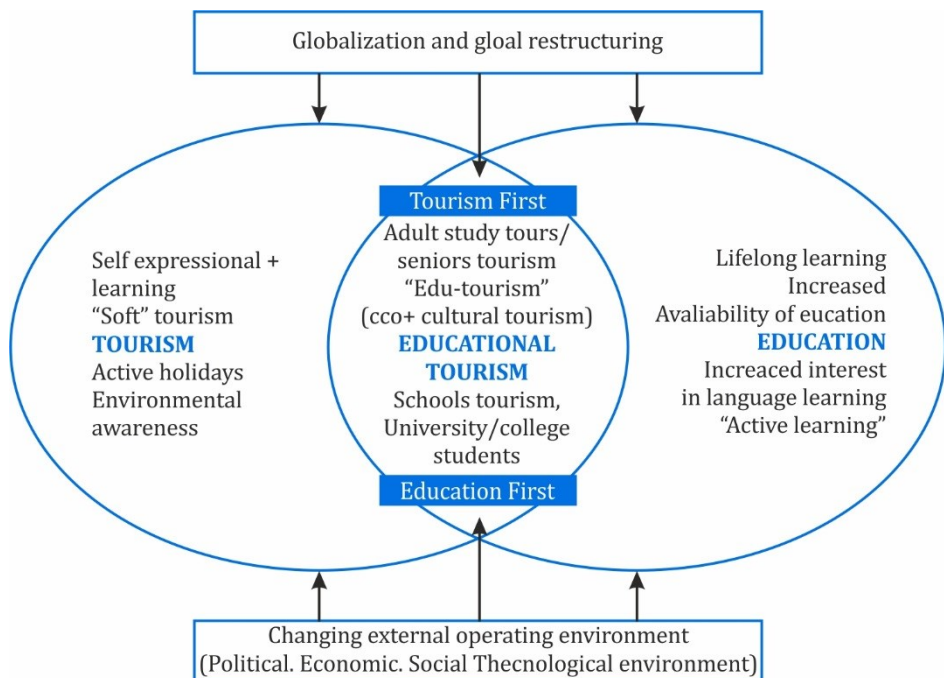 Globalization and gloal restructuring
Tourism First
Self expressional +
learning
“Soft” tourism
TOURISM
Active holidays
Environmental
awareness
Adult study tours/
seniors tourism
“Edu-tourism”
(cco+ cultural tourism)
EDUCATIONAL
TOURISM
Schools tourism,
University/college
students
Lifelong learning
Increased
Avaliability of eucation
EDUCATION
Increaced interest
in language learning
“Active learning”
Education First
Changing external operating environment
(Political. Economic. Social Thecnological environment)